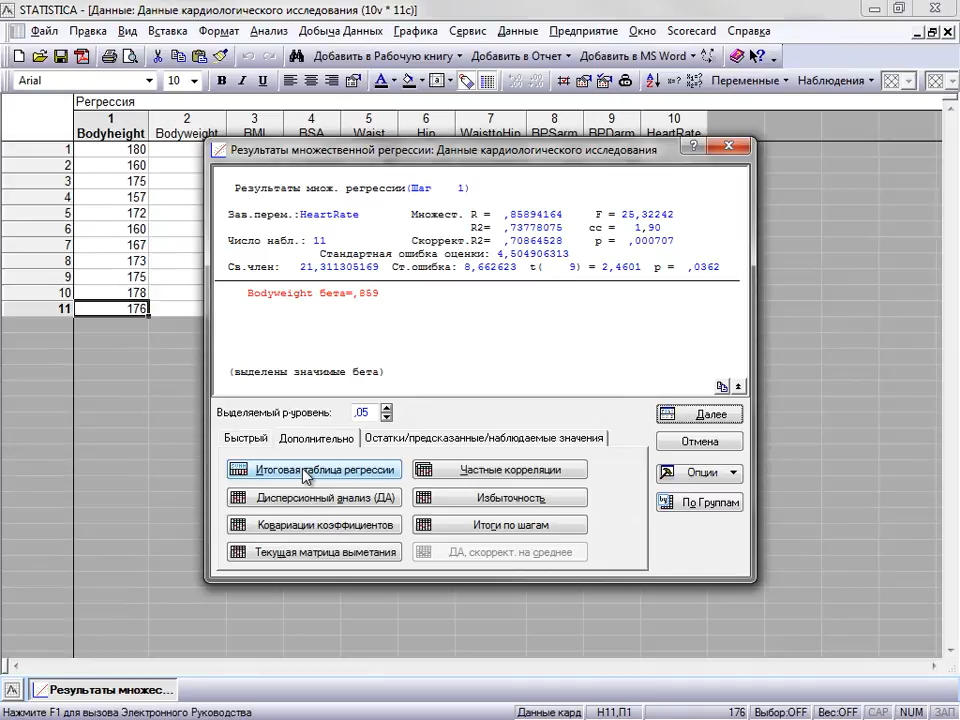 STATISTICA - [Данные: Данные кардиологического исследования (10v * 11c)]
Файл Правка Вид Вставка Формат Анализ Добыча Данных Графика Сервис Данные Предприятие Окно Scorecard Справка
Добавить в Рабочую книгу Добавить в Отчет Добавить в MS Word
Arial 10 B I U Переменные Наблюдения
Регрессия
1 2 3 4 5 6 7 8 9 10
Bodyheight Bodyweight BMI BSA Waist Hip WaisttoHip BPSarm BPDarm HeartRate
1 180
2 160
3 175
4 157
5 172
6 160
7 167
8 173
9 175
10 178
11 176
Результаты множественной регрессии: Данные кардиологического исследования
Результаты множ. регрессии(Шаг 1)
Зав.перем.:HeartRate Множест. R = ,85894164 F = 25,32242
R2= ,73778075 сс = 1,90
Число набл.: 11 Скоррект.R2= ,70864528 p = ,000707
Стандартная ошибка оценки: 4,504906313
Св.член: 21,311305169 Ст.ошибка: 8,662623 t( 9) = 2,4601 p = ,0362
Bodyweight бета=,859
(выделены значимые бета)
Выделяемый p-уровень: ,05
Далее
Быстрый Дополнительно Остатки/предсказанные/наблюдаемые значения
Отмена
Итоговая таблица регрессии Частные корреляции
Опции
Дисперсионный анализ (ДА) Избыточность
По Группам
Ковариации коэффициентов Итоги по шагам
Текущая матрица выметания ДА, скоррект. на среднее
Результаты множес...
Нажмите F1 для вызова Электронного Руководства Данные кард Н11,П1 176 Выбор:OFF Вес:OFF CAP NUM ЗАП